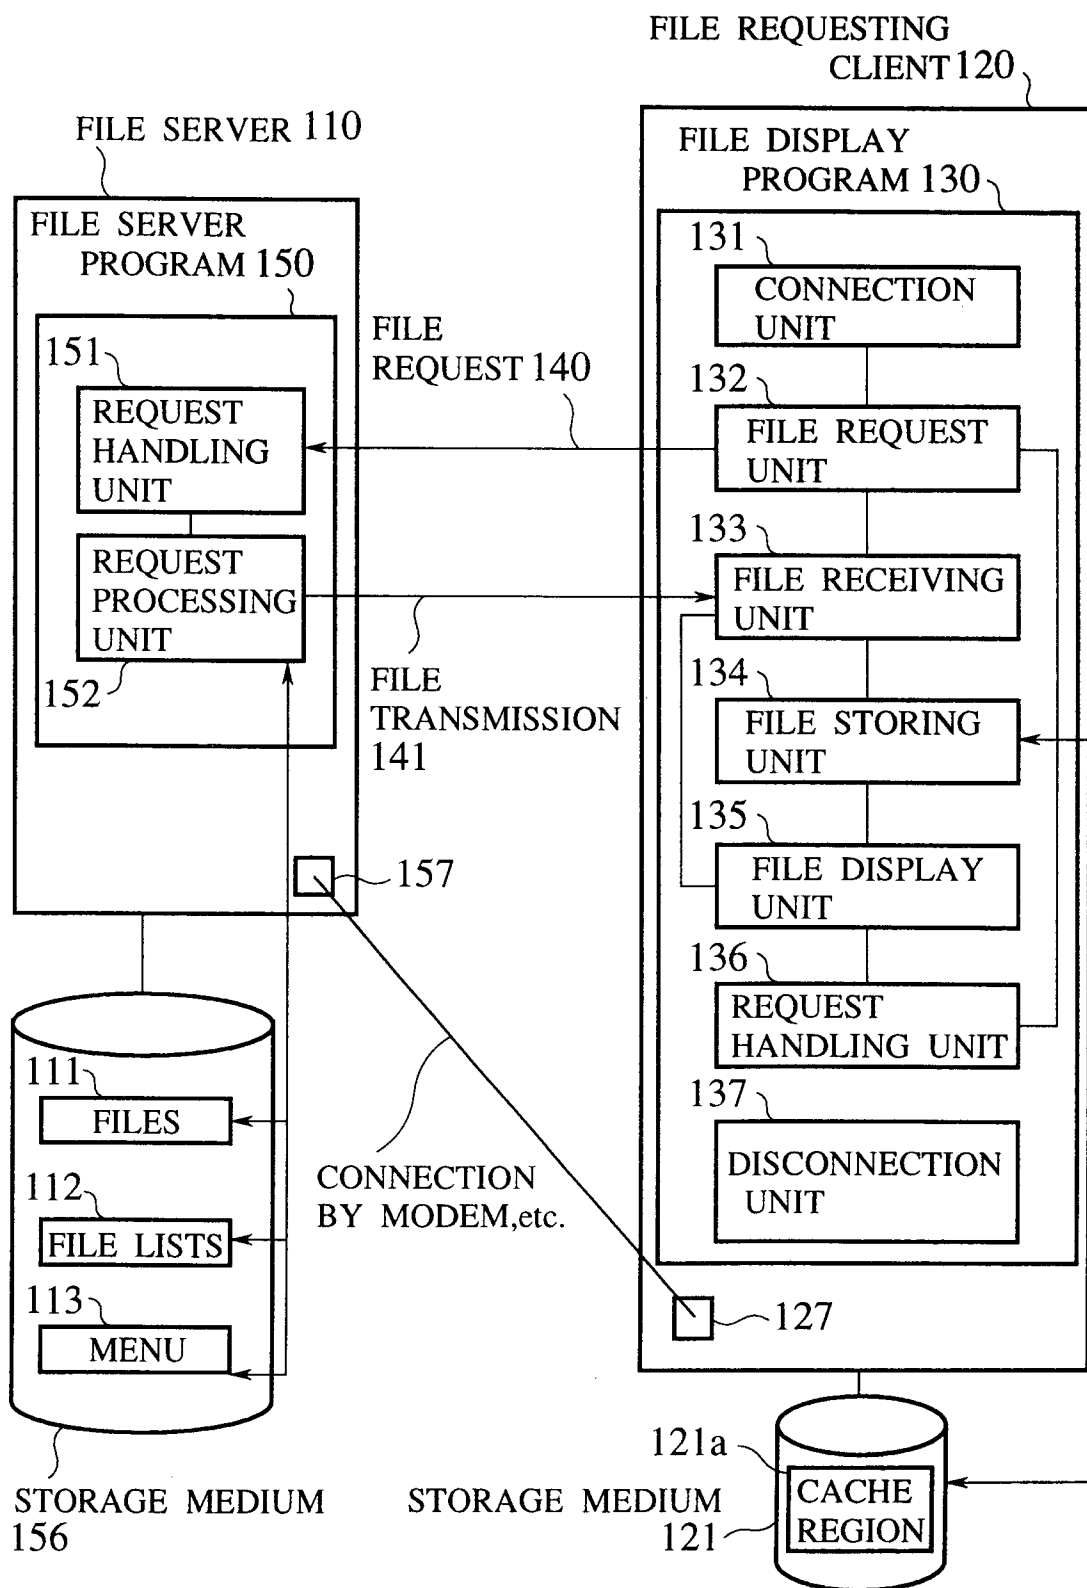 FILE REQUESTING
CLIENT 120
FILE SERVER 110
FILE DISPLAY
PROGRAM 130
FILE SERVER
PROGRAM 150
131
CONNECTION
UNIT
FILE
REQUEST 140
151
REQUEST
HANDLING
UNIT
132
FILE REQUEST
UNIT
133
FILE RECEIVING
UNIT
REQUEST
PROCESSING
UNIT
152
FILE
TRANSMISSION
141
134
FILE STORING
UNIT
135
FILE DISPLAY
UNIT
157
136
REQUEST
HANDLING UNIT
137
DISCONNECTION
UNIT
111
FILES
112
FILE LISTS
113
MENU
CONNECTION
BY MODEM,etc.
127
STORAGE MEDIUM
156
STORAGE MEDIUM
121
121a
CACHE
REGION